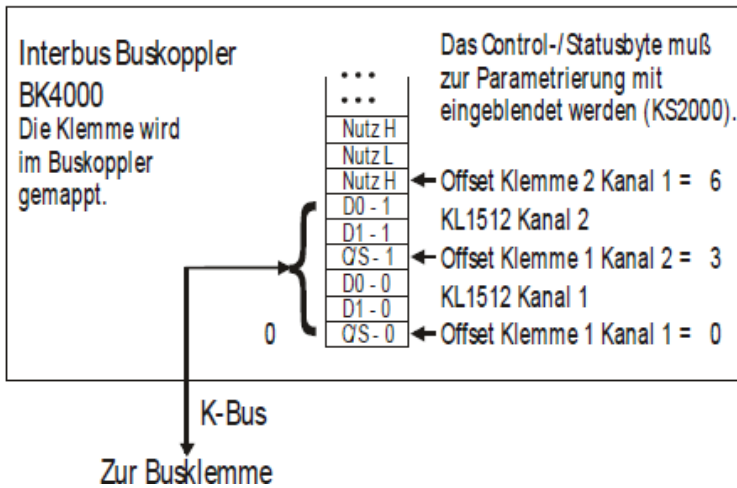 Interbus Buskoppler
BK4000
Die Klemme wird
im Buskoppler
gemappt.
Das Control-/Statusbyte muß
zur Parametrierung mit
eingeblendet werden (KS2000).
•••
•••
Nutz H
Nutz L
Nutz H
Offset Klemme 2 Kanal 1 = 6
D0 - 1
KL1512 Kanal 2
D1 - 1
C/S - 1
Offset Klemme 1 Kanal 2 = 3
D0 - 0
KL1512 Kanal 1
D1 - 0
0
C/S - 0
Offset Klemme 1 Kanal 1 = 0
K-Bus
Zur Busklemme